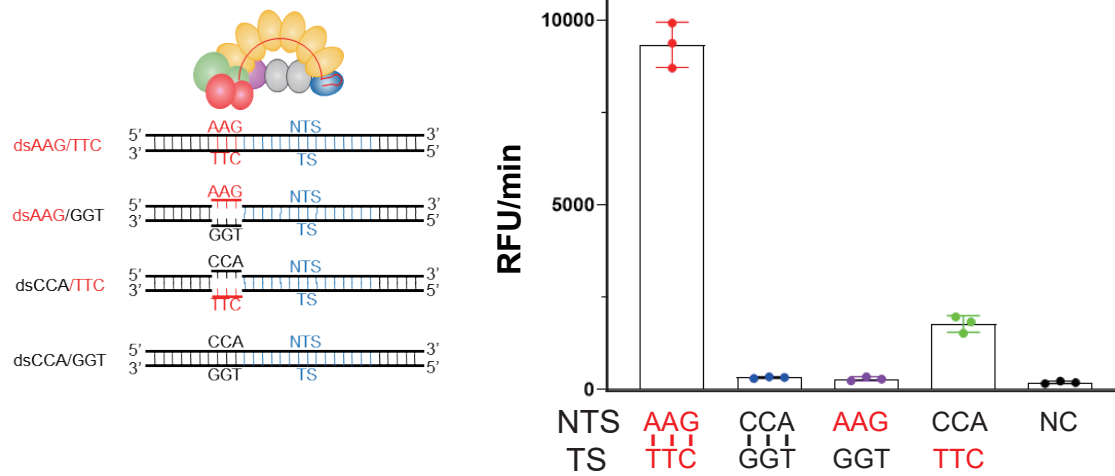 dsAAG/TTC
5' AAG NTS 3'
3' TTC TS 5'
dsAAG/GGT
AAG
5' NTS 3'
3' TS 5'
GGT
dsCCA/TTC
CCA
5' NTS 3'
3' TS 5'
TTC
dsCCA/GGT
5' CCA NTS 3'
3' GGT TS 5'
RFU/min
10000
5000
0
NTS AAG CCA AAG CCA NC
TS TTC GGT GGT TTC